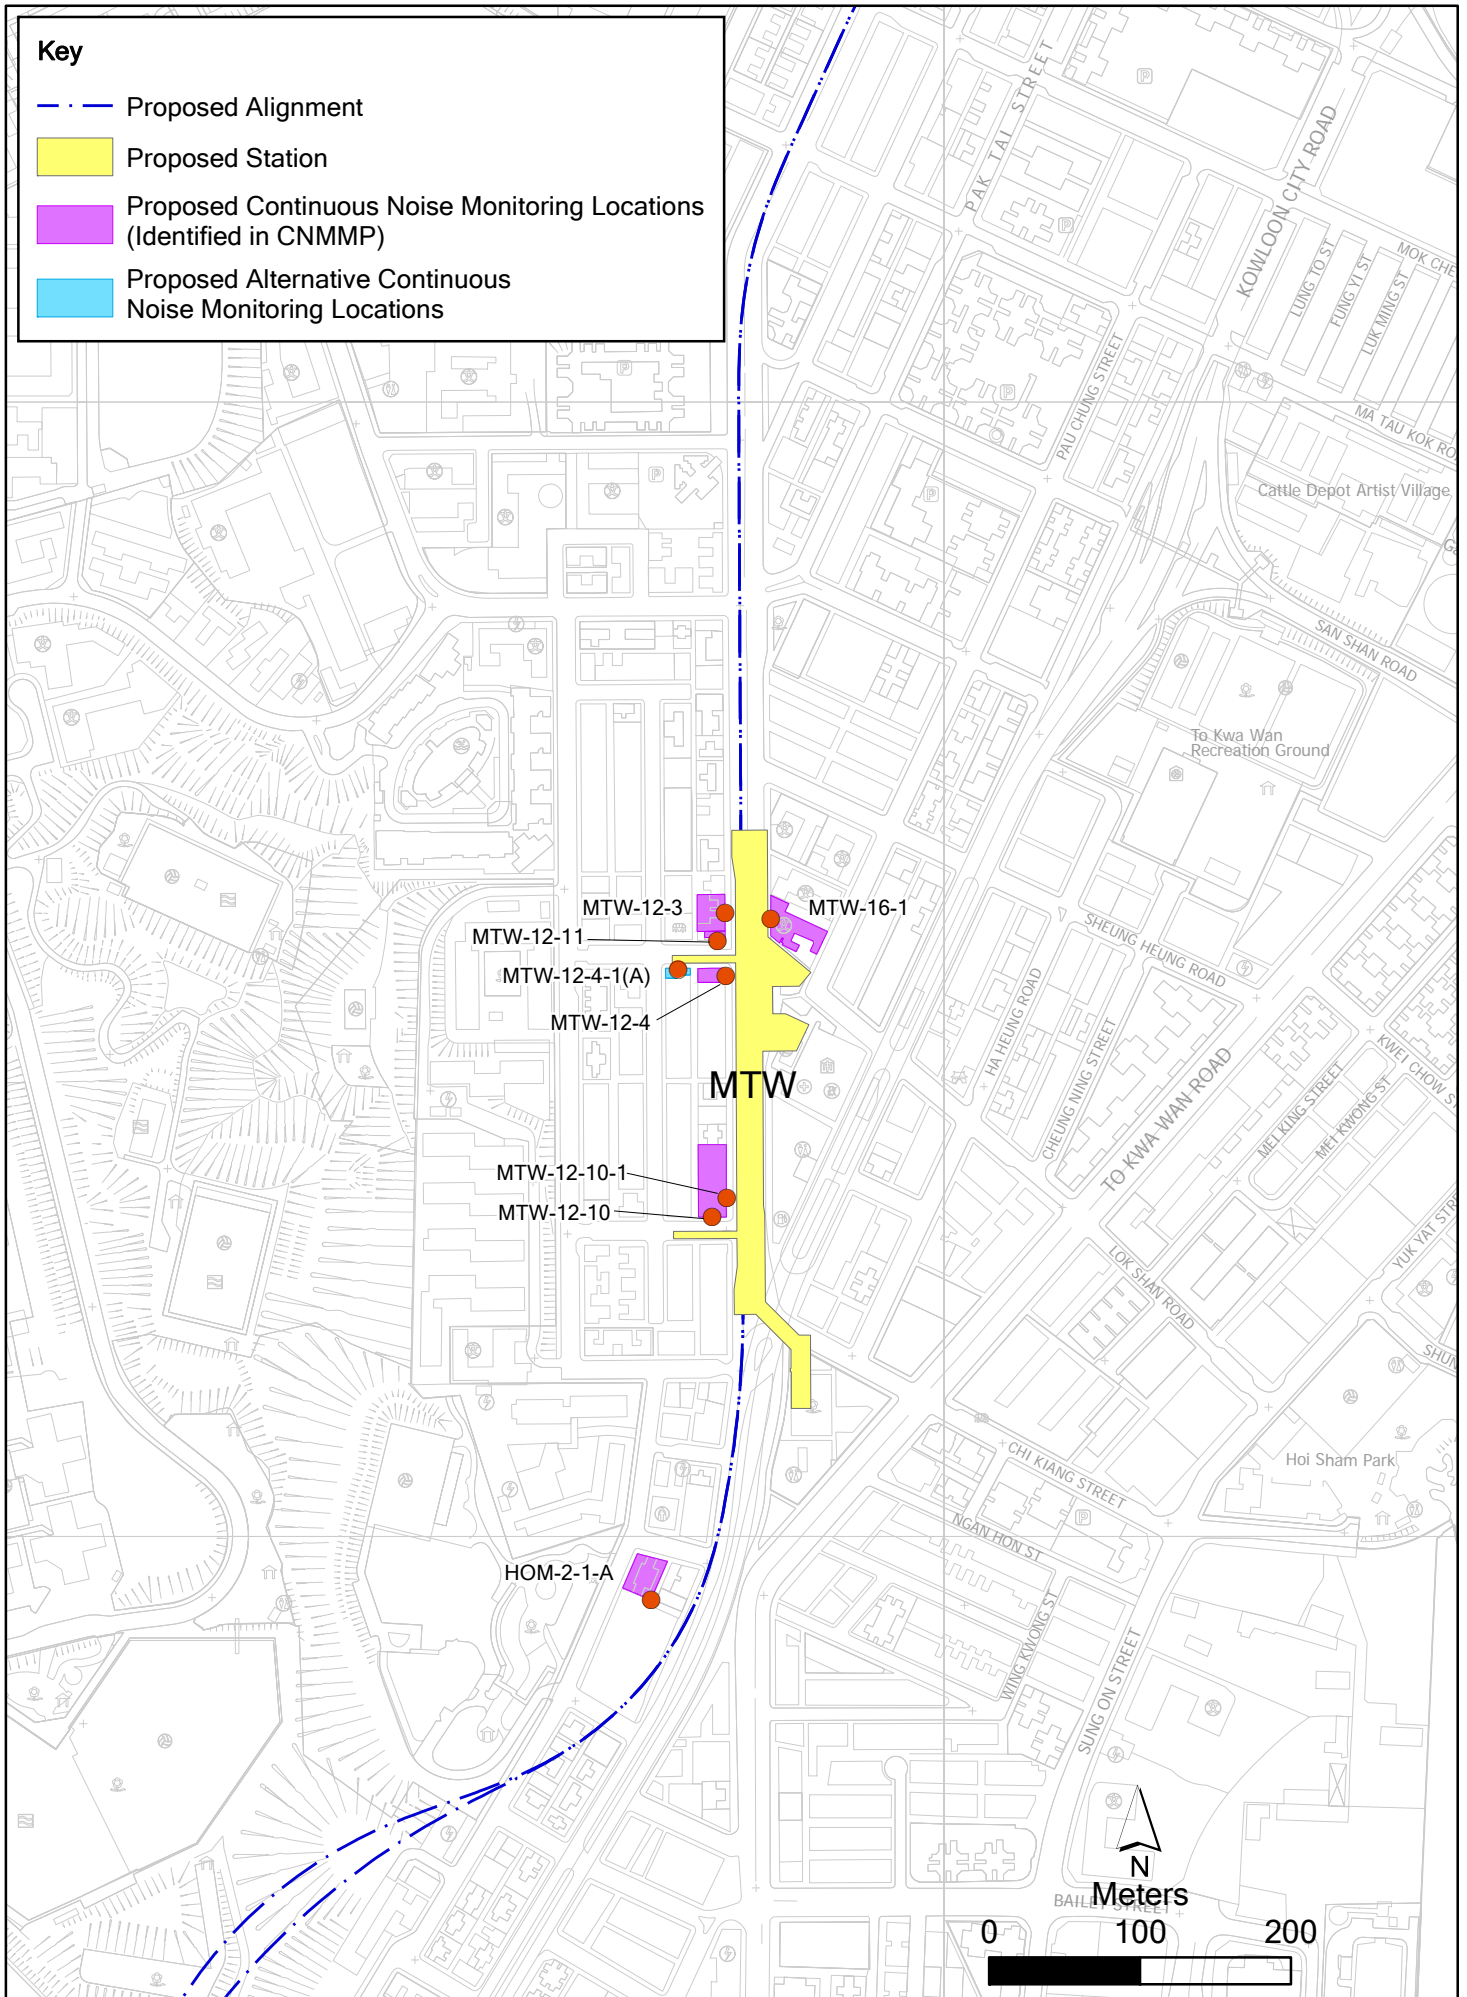 Key
Proposed Alignment
Proposed Station
Proposed Continuous Noise Monitoring Locations
(Identified in CNMMP)
Proposed Alternative Continuous
Noise Monitoring Locations
PAK TAI STREET
KOWLOON CITY ROAD
MOK CHE
LUNG TO ST
FUNG YI ST
LUK MING ST
PAU CHUNG STREET
MA TAU KOK RO
Cattle Depot Artist Village
Ga
SAN SHAN ROAD
To Kwa Wan
Recreation Ground
MTW-12-3
MTW-16-1
MTW-12-11
MTW-12-4-1(A)
MTW-12-4
SHEUNG HEUNG ROAD
HA HEUNG ROAD
CHEUNG NING STREET
KWEI CHOW S
MTW
TO KWA WAN ROAD
MEI KING STREET
MEI KWONG ST
MTW-12-10-1
MTW-12-10
LOK SHAN ROAD
YUK YAT STR
SHUN
Hoi Sham Park
CHI KIANG STREET
NGAN HON ST
HOM-2-1-A
WING KWONG ST
SUNG ON STREET
N
Meters
BAILEY STREET
0 100 200